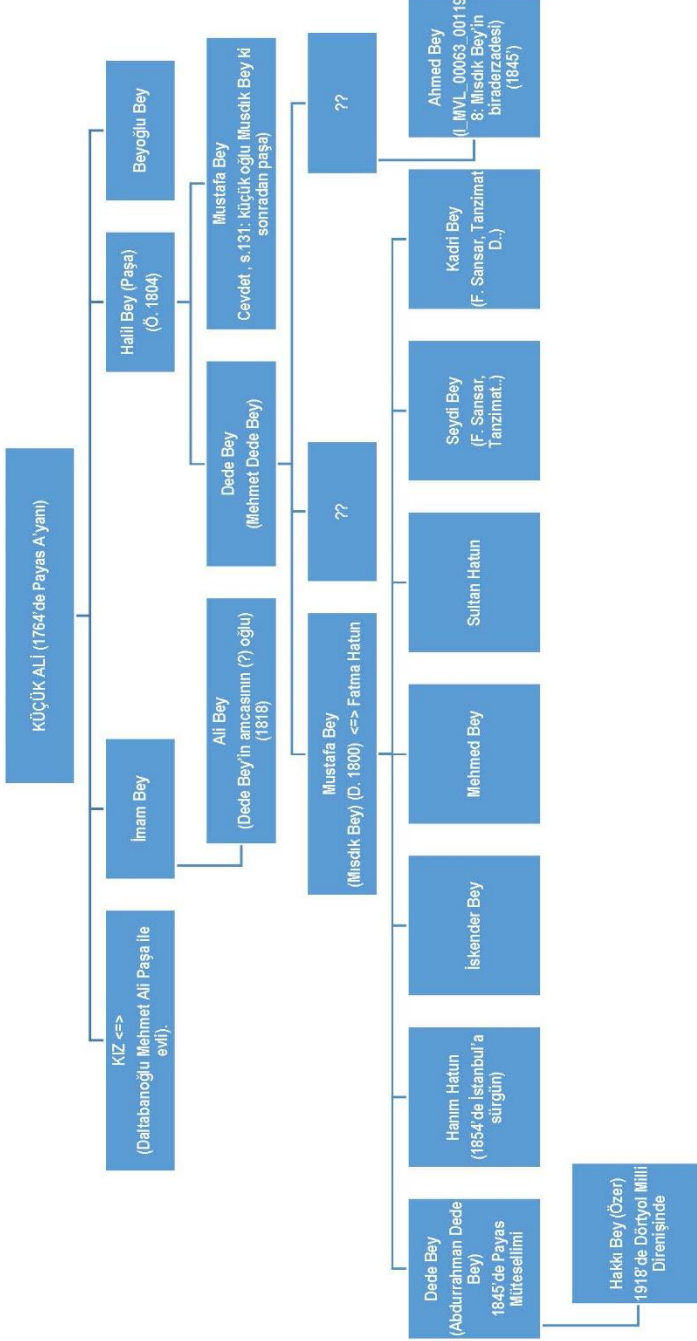 KÜÇÜK ALİ (1764'de Payas A'yanı)
KIZ <=>
(Daltabanoğlu Mehmet Ali Paşa ile
evli).
İmam Bey
Halil Bey (Paşa)
(Ö. 1804)
Beyoğlu Bey
Ali Bey
(Dede Bey'in amcasının (?) oğlu)
(1818)
Dede Bey
(Mehmet Dede Bey)
Mustafa Bey
Cevdet , s.131: küçük oğlu Musdık Bey ki
sonradan paşa)
Mustafa Bey
(Mısdık Bey) (D. 1800) <=> Fatma Hatun
??
??
Dede Bey
(Abdurrahman Dede
Bey)
1845'de Payas
Mütesellimi
Hanım Hatun
(1854'de İstanbul'a
sürgün)
İskender Bey
Mehmed Bey
Sultan Hatun
Seydi Bey
(F. Sansar,
Tanzimat..)
Kadri Bey
(F. Sansar, Tanzimat
D..)
Ahmed Bey
(I_MVL_00063_00119
8: Mısdık Bey'in
biraderzadesi)
(1845')
Hakkı Bey (Özer)
1918'de Dörtyol Milli
Direnişinde